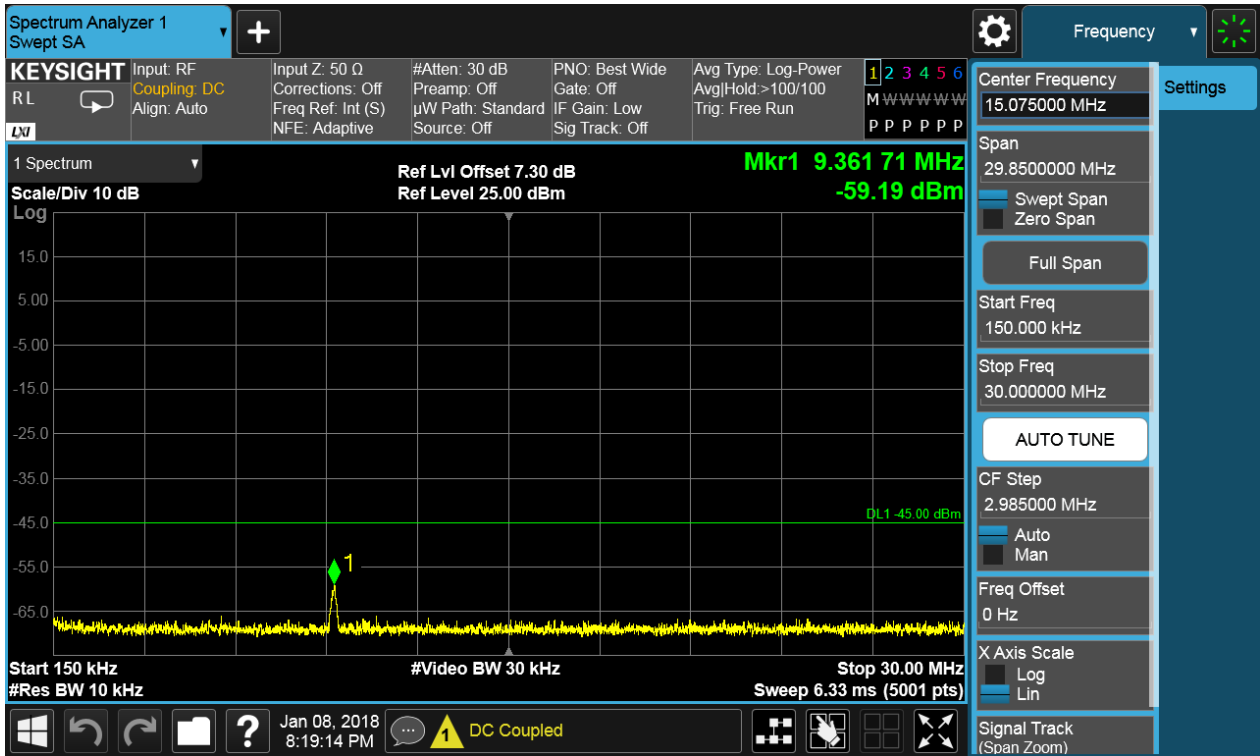 Spectrum Analyzer 1
Swept SA
Frequency
KEYSIGHT
RL
LXI
Input: RF
Coupling: DC
Align: Auto
Input Z: 50 Ω
Corrections: Off
Freq Ref: Int (S)
NFE: Adaptive
#Atten: 30 dB
Preamp: Off
µW Path: Standard
Source: Off
PNO: Best Wide
Gate: Off
IF Gain: Low
Sig Track: Off
Avg Type: Log-Power
Avg|Hold:>100/100
Trig: Free Run
1 2 3 4 5 6
M W W W W W
P P P P P P
1 Spectrum
Scale/Div 10 dB
Log
Ref Lvl Offset 7.30 dB
Ref Level 25.00 dBm
Mkr1 9.361 71 MHz
-59.19 dBm
15.0
5.00
-5.00
-15.0
-25.0
-35.0
-45.0
-55.0
-65.0
DL1 -45.00 dBm
1
Start 150 kHz
#Res BW 10 kHz
#Video BW 30 kHz
Stop 30.00 MHz
Sweep 6.33 ms (5001 pts)
Center Frequency
15.075000 MHz
Span
29.8500000 MHz
Swept Span
Zero Span
Full Span
Start Freq
150.000 kHz
Stop Freq
30.000000 MHz
AUTO TUNE
CF Step
2.985000 MHz
Auto
Man
Freq Offset
0 Hz
X Axis Scale
Log
Lin
Signal Track
(Span Zoom)
Settings
?
Jan 08, 2018
8:19:14 PM
1
DC Coupled